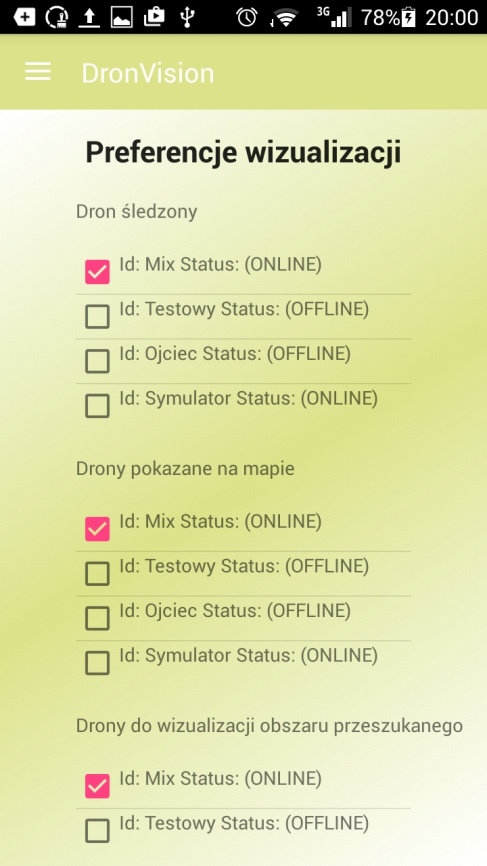 3G 78% 20:00
DronVision
Preferencje wizualizacji
Dron śledzony
Id: Mix Status: (ONLINE)
Id: Testowy Status: (OFFLINE)
Id: Ojciec Status: (OFFLINE)
Id: Symulator Status: (ONLINE)
Drony pokazane na mapie
Id: Mix Status: (ONLINE)
Id: Testowy Status: (OFFLINE)
Id: Ojciec Status: (OFFLINE)
Id: Symulator Status: (ONLINE)
Drony do wizualizacji obszaru przeszukanego
Id: Mix Status: (ONLINE)
Id: Testowy Status: (OFFLINE)